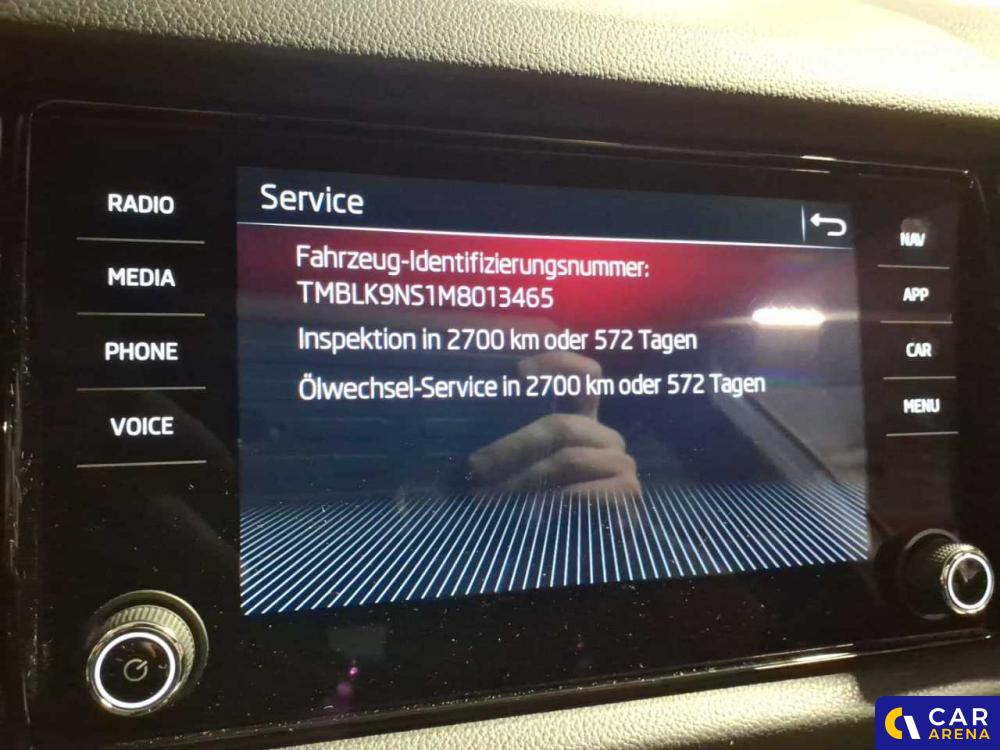 RADIO
MEDIA
PHONE
VOICE
Service
Fahrzeug-Identifizierungsnummer:
TMBLK9NS1M8013465
Inspektion in 2700 km oder 572 Tagen
Ölwechsel-Service in 2700 km oder 572 Tagen
NAV
APP
CAR
MENU
CAR
ARENA